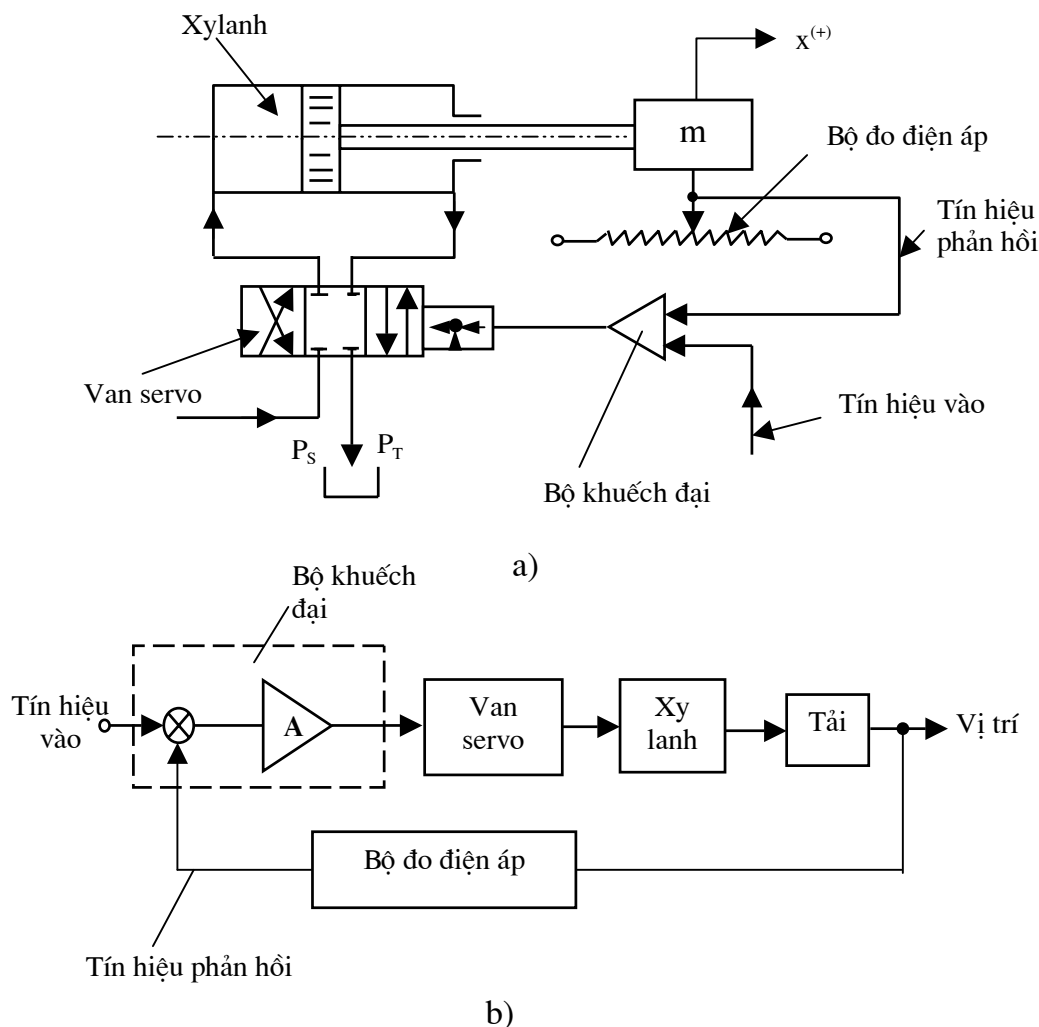 Xylanh
x(+)
m
Bộ đo điện áp
Tín hiệu
phản hồi
Van servo
Tín hiệu vào
PS
PT
Bộ khuếch đại
a)
Bộ khuếch
đại
Tín hiệu
vào
A
Van
servo
Xy
lanh
Tải
Vị trí
Bộ đo điện áp
Tín hiệu phản hồi
b)